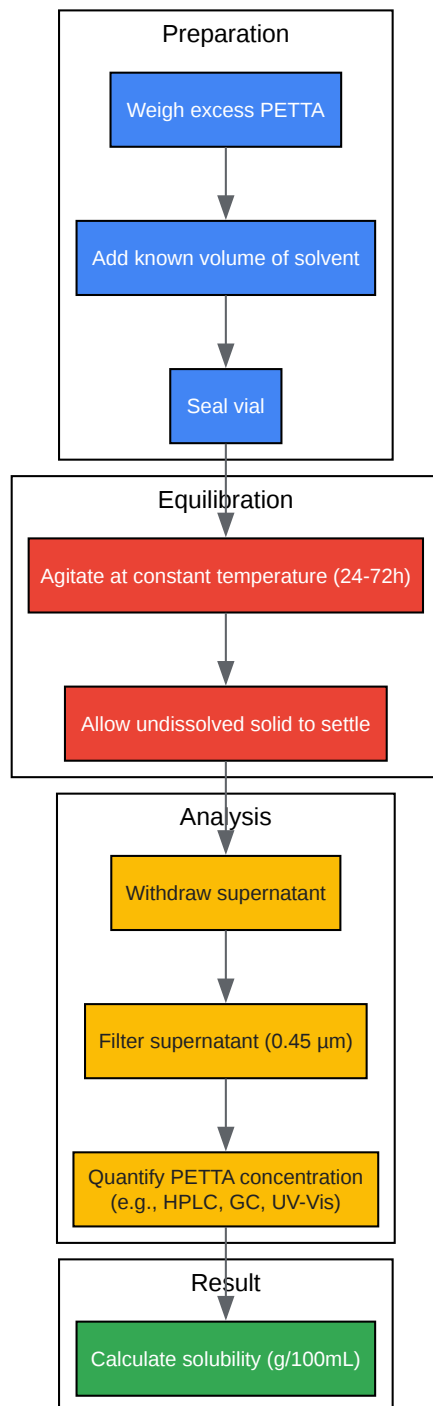 Preparation
Weigh excess PETTA
Add known volume of solvent
Seal vial
Equilibration
Agitate at constant temperature (24-72h)
Allow undissolved solid to settle
Analysis
Withdraw supernatant
Filter supernatant (0.45 µm)
Quantify PETTA concentration
(e.g., HPLC, GC, UV-Vis)
Result
Calculate solubility (g/100mL)